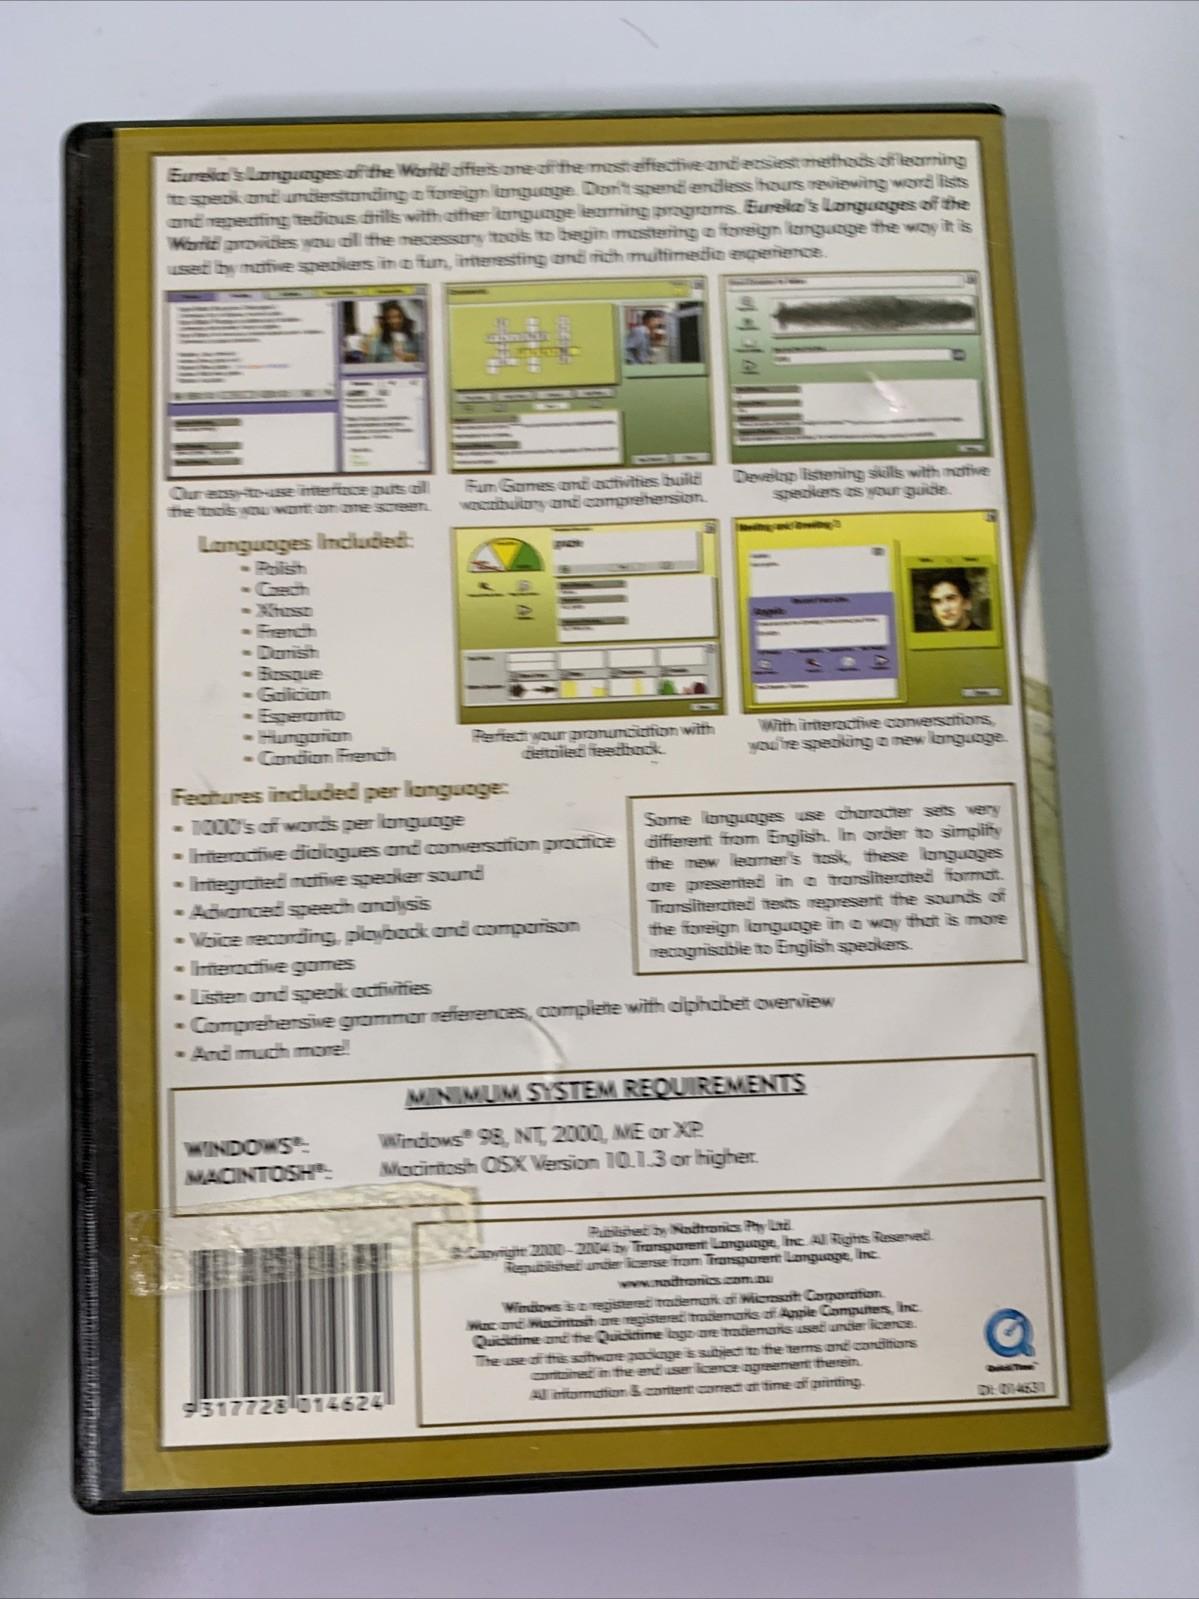 Eureka's Languages of the World offers one of the most effective and easiest methods of learning
to speak and understanding a foreign language. Don't spend endless hours reviewing word lists
and repeating tedious drills with other language learning programs. Eureka's Languages of the
World provides you all the necessary tools to begin mastering a foreign language the way it is
used by native speakers in a fun, interesting and rich multimedia experience.
Our easy-to-use interface puts all
the tools you want on one screen.
Fun Games and activities build
vocabulary and comprehension.
Develop listening skills with native
speakers as your guide.
Meeting and Greeting
Perfect your pronunciation with
detailed feedback.
With interactive conversations,
you're speaking a new language.
Languages Included:
• Polish
• Czech
• Xhosa
• French
• Danish
• Basque
• Galician
• Esperanto
• Hungarian
• Candian French
Features included per language:
• 1000's of words per language
• Interactive dialogues and conversation practice
• Integrated native speaker sound
• Advanced speech analysis
• Voice recording, playback and comparison
• Interactive games
• Listen and speak activities
• Comprehensive grammar references, complete with alphabet overview
• And much more!
Some languages use character sets very
different from English. In order to simplify
the new learner's task, these languages
are presented in a transliterated format.
Transliterated texts represent the sounds of
the foreign language in a way that is more
recognisable to English speakers.
MINIMUM SYSTEM REQUIREMENTS
WINDOWS®: Windows® 98, NT, 2000, ME or XP.
MACINTOSH®: Macintosh OSX Version 10.1.3 or higher.
Published by Nodtronics Pty Ltd.
© Copyright 2000 - 2004 by Transparent Language, Inc. All Rights Reserved.
Republished under license from Transparent Language, Inc.
www.nodtronics.com.au
Windows is a registered trademark of Microsoft Corporation.
Mac and Macintosh are registered trademarks of Apple Computers, Inc.
Quicktime and the Quicktime logo are trademarks used under licence.
The use of this software package is subject to the terms and conditions
contained in the end user licence agreement therein.
All information & content correct at time of printing.
QuickTime™
DI: 014631
9 317728 014624